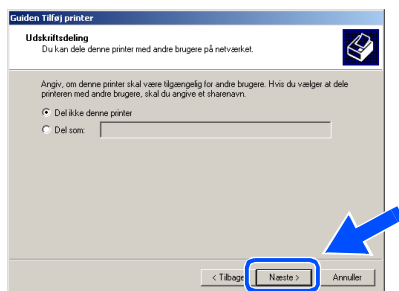 Guiden Tilføj printer
Udskriftsdeling
Du kan dele denne printer med andre brugere på netværket.
Angiv, om denne printer skal være tilgængelig for andre brugere. Hvis du vælger at dele
printeren med andre brugere, skal du angive et sharenavn.
Del ikke denne printer
Del som:
< Tilbage Næste > Annuller